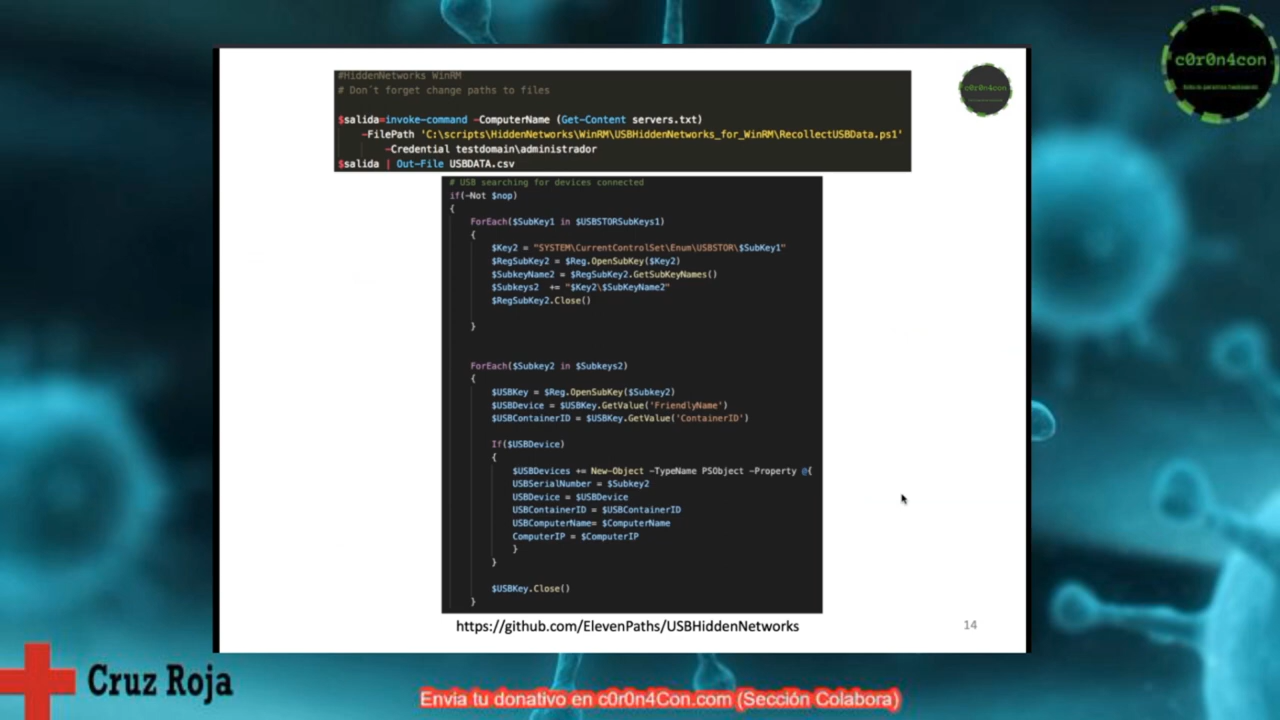 c0r0n4con
#HiddenNetworks WinRM
# Don´t forget change paths to files
$salida=invoke-command -ComputerName (Get-Content servers.txt)
-FilePath 'C:\scripts\HiddenNetworks\WinRM\USBHiddenNetworks_for_WinRM\RecollectUSBData.ps1'
-Credential testdomain\administrador
$salida | Out-File USBDATA.csv
c0r0n4con
# USB searching for devices connected
if(-Not $nop)
{
ForEach($SubKey1 in $USBSTORSubKeys1)
{
$Key2 = "SYSTEM\CurrentControlSet\Enum\USBSTOR\$SubKey1"
$RegSubKey2 = $Reg.OpenSubKey($Key2)
$SubkeyName2 = $RegSubKey2.GetSubKeyNames()
$Subkeys2 += "$Key2\$SubKeyName2"
$RegSubKey2.Close()
}
ForEach($Subkey2 in $Subkeys2)
{
$USBKey = $Reg.OpenSubKey($Subkey2)
$USBDevice = $USBKey.GetValue('FriendlyName')
$USBContainerID = $USBKey.GetValue('ContainerID')
If($USBDevice)
{
$USBDevices += New-Object -TypeName PSObject -Property @{
USBSerialNumber = $Subkey2
USBDevice = $USBDevice
USBContainerID = $USBContainerID
USBComputerName= $ComputerName
ComputerIP = $ComputerIP
}
}
$USBKey.Close()
}
https://github.com/ElevenPaths/USBHiddenNetworks
14
Cruz Roja
Envia tu donativo en c0r0n4Con.com (Sección Colabora)